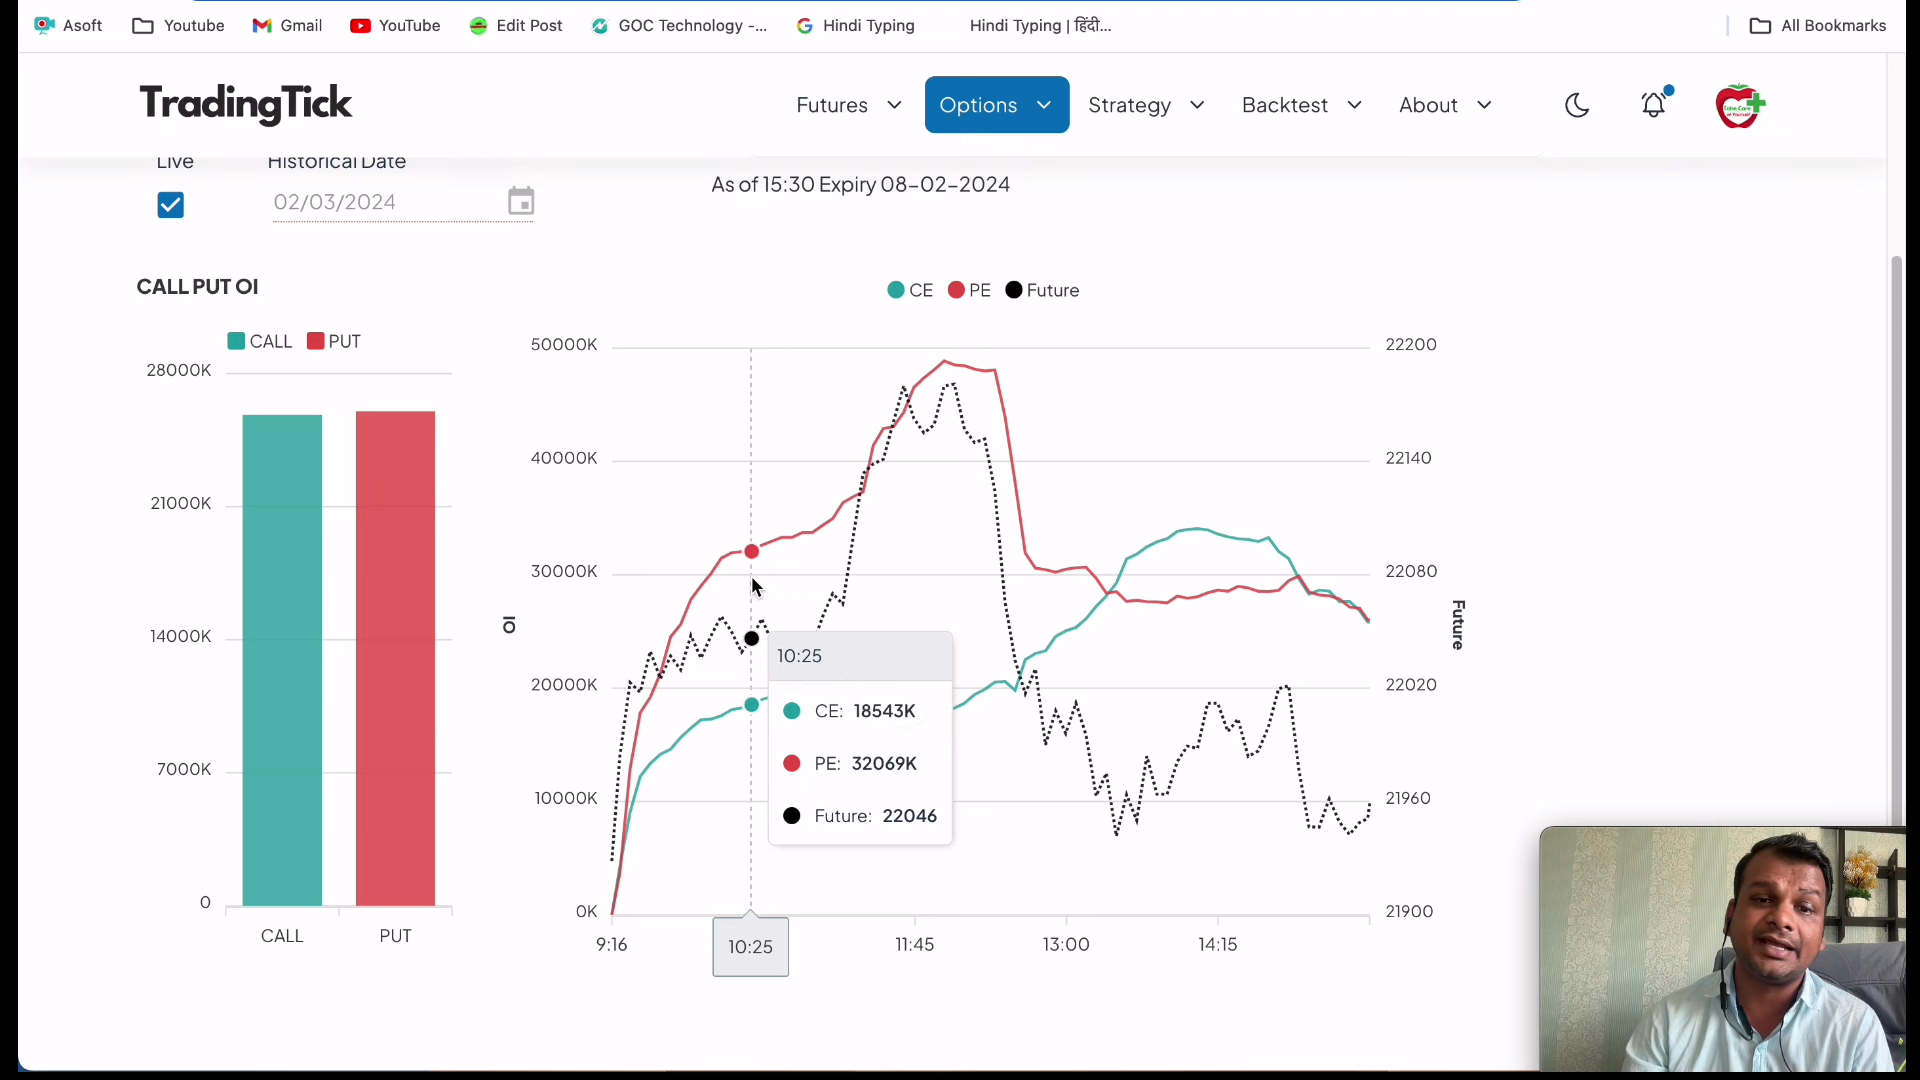 Asoft Youtube Gmail YouTube Edit Post GOC Technology -... Hindi Typing Hindi Typing | हिंदी... All Bookmarks
TradingTick Futures Options Strategy Backtest About
Live Historical Date
02/03/2024
As of 15:30 Expiry 08-02-2024
CALL PUT OI
CALL PUT
28000K
21000K
14000K
7000K
0
CALL PUT
CE PE Future
50000K
40000K
30000K
20000K
10000K
0K
OI
22200
22140
22080
22020
21960
21900
Future
10:25
CE: 18543K
PE: 32069K
Future: 22046
9:16 10:25 11:45 13:00 14:15